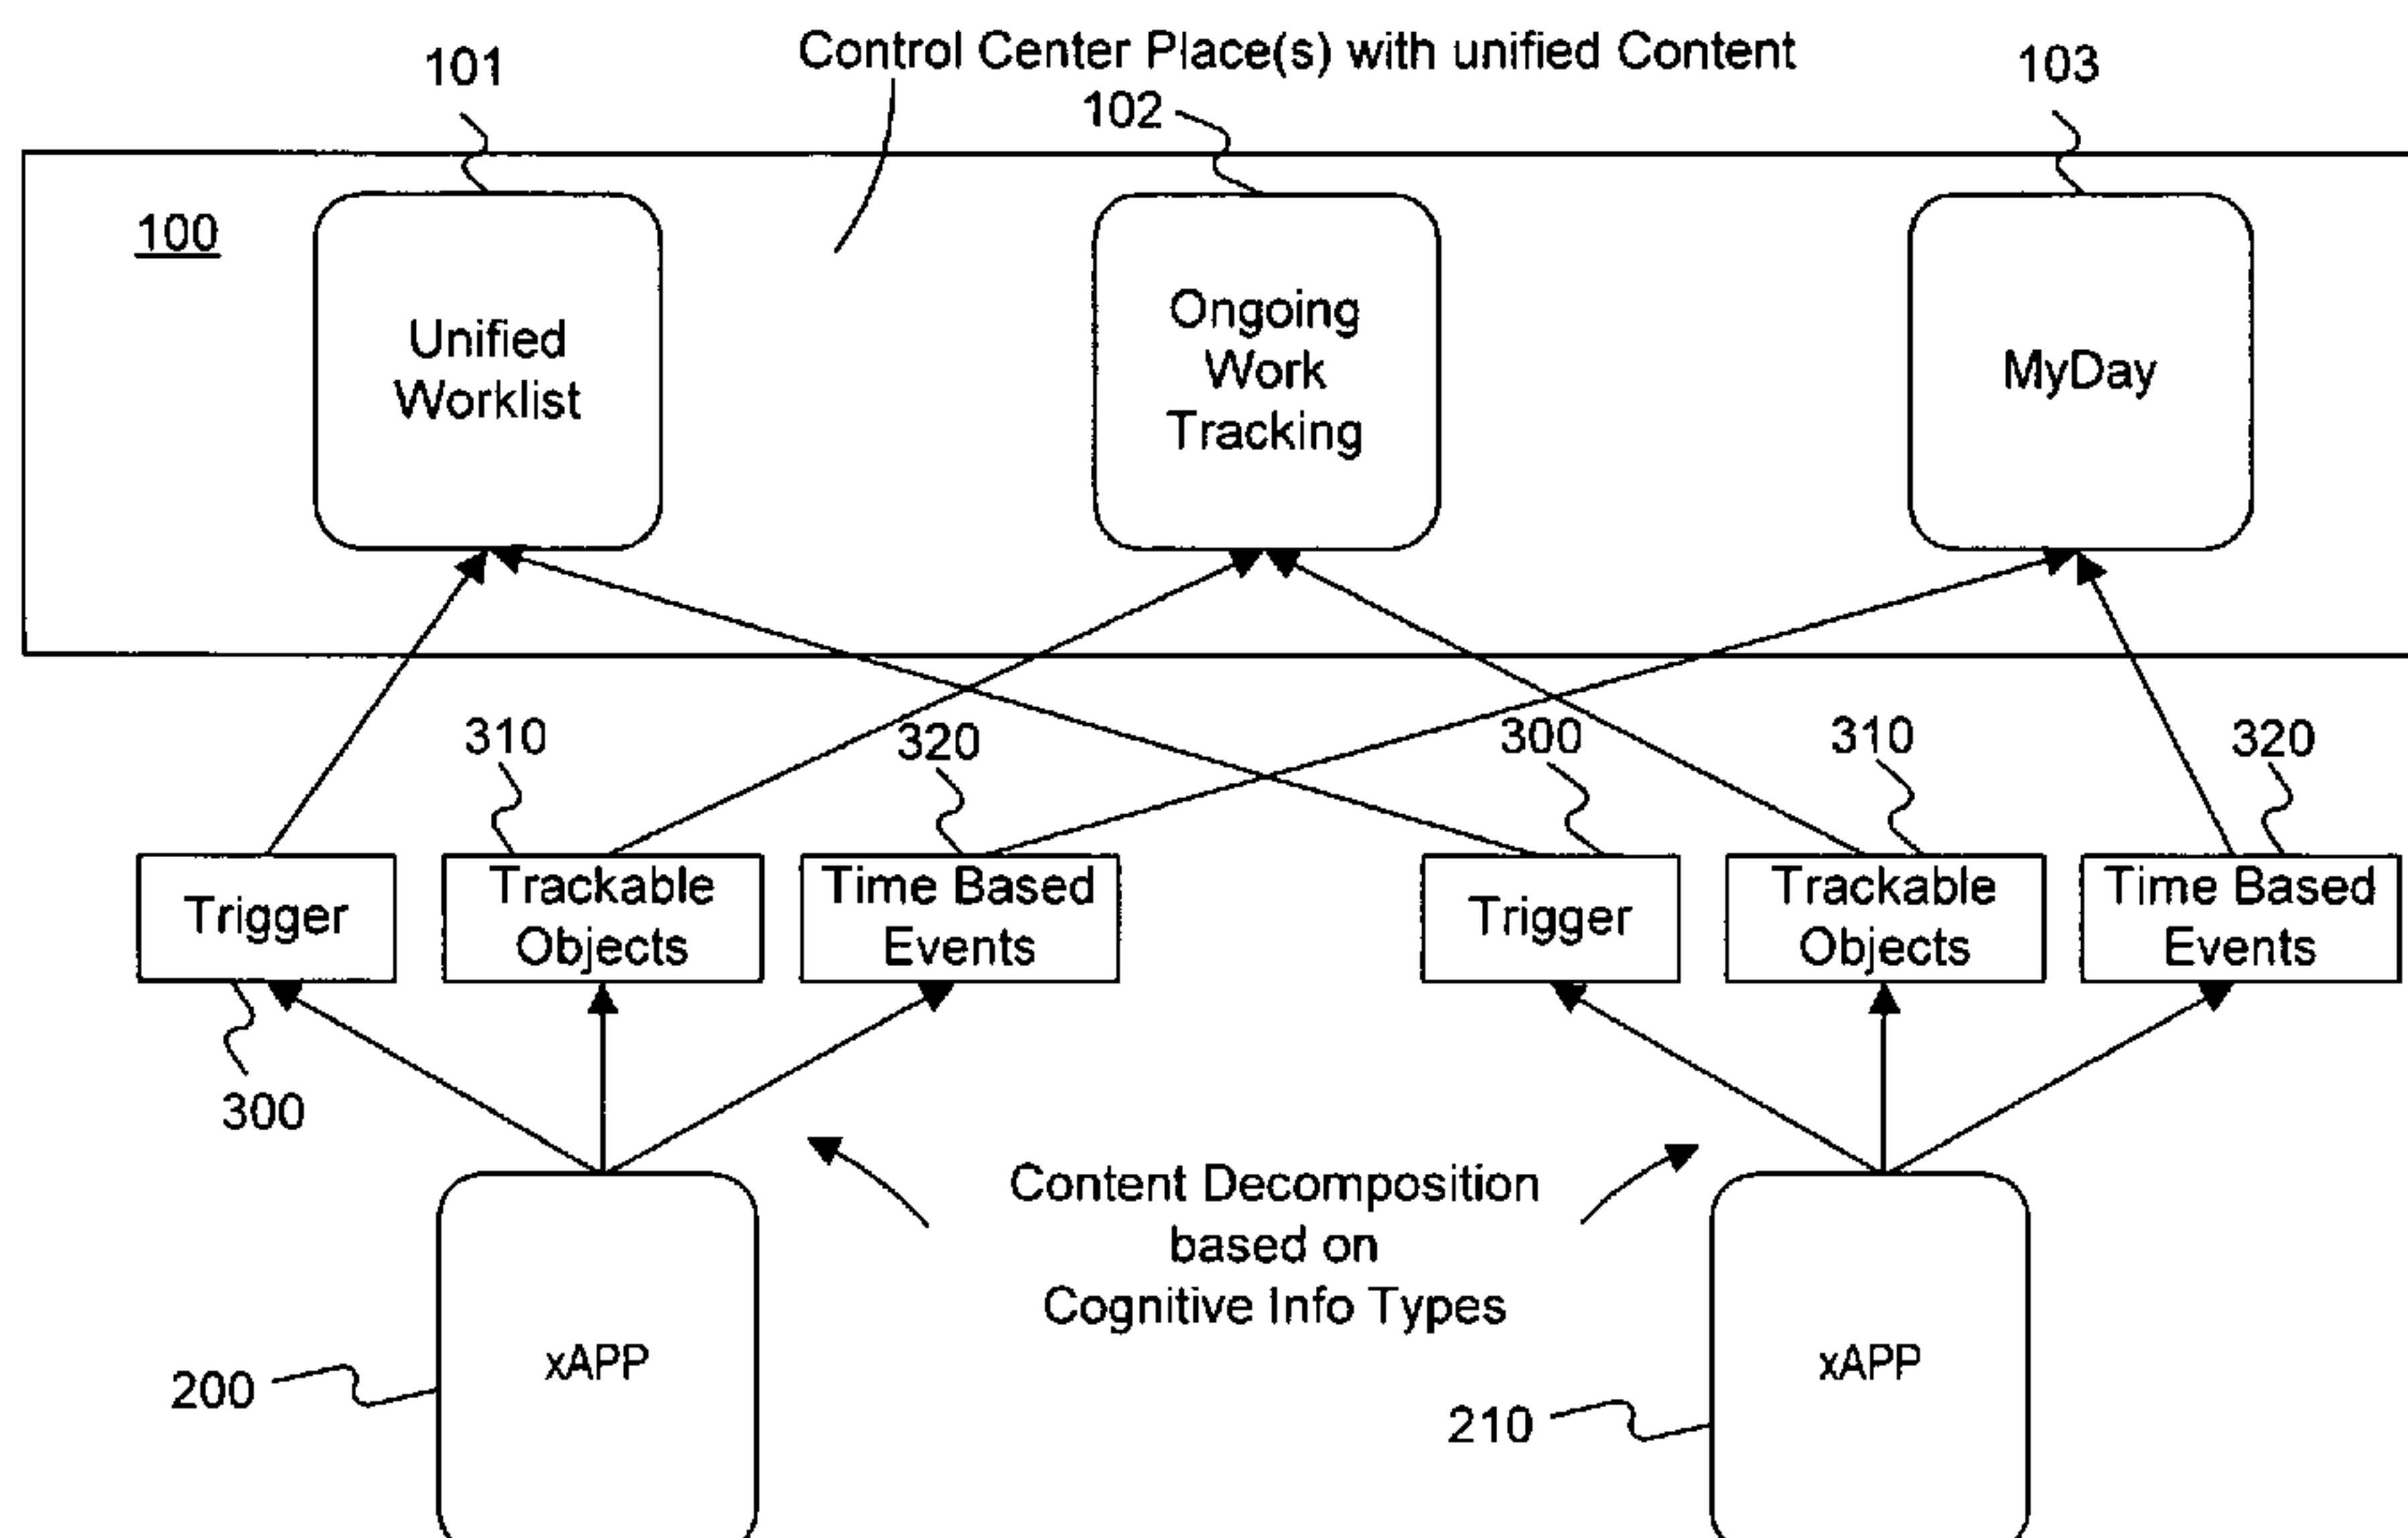 Control Center Place(s) with unified Content
101
102
103
100
Unified
Worklist
Ongoing
Work
Tracking
MyDay
310
320
300
310
320
Trigger
Trackable
Objects
Time Based
Events
Trigger
Trackable
Objects
Time Based
Events
300
Content Decomposition
based on
Cognitive Info Types
xAPP
200
xAPP
210